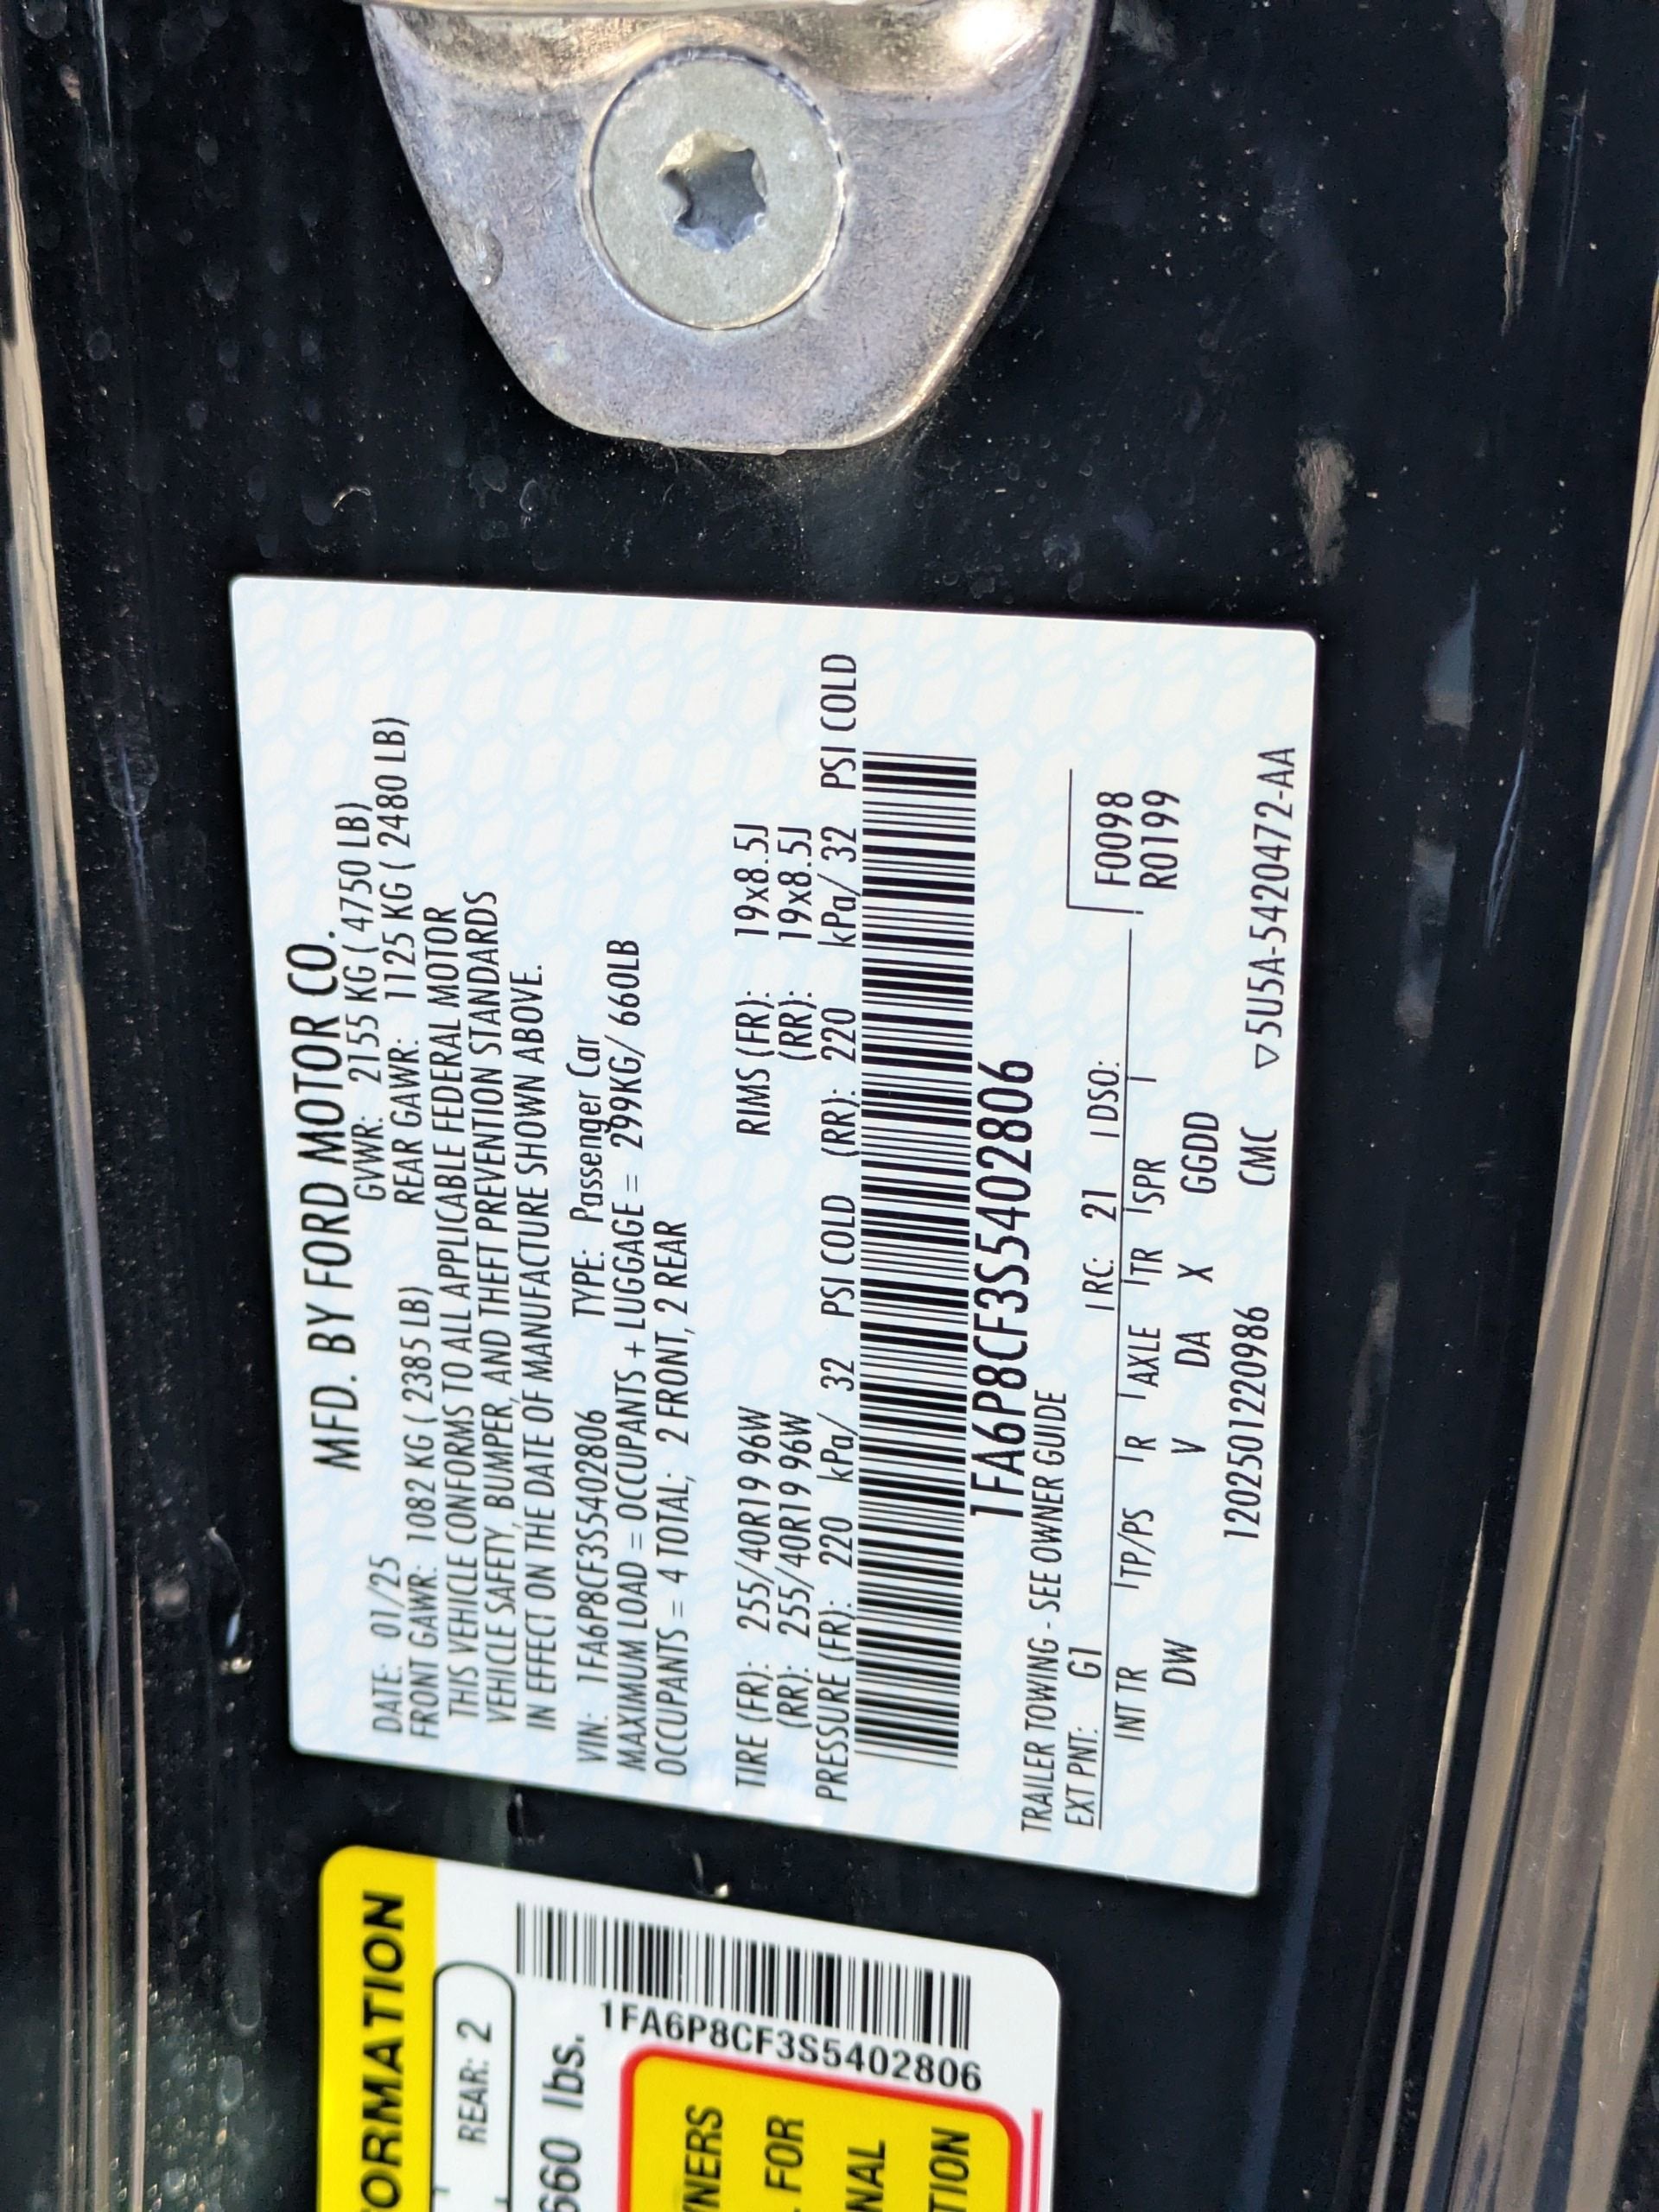 MFD. BY FORD MOTOR CO.
DATE: 01/25 GVWR: 2155 KG ( 4750 LB)
FRONT GAWR: 1082 KG ( 2385 LB) REAR GAWR: 1125 KG ( 2480 LB)
THIS VEHICLE CONFORMS TO ALL APPLICABLE FEDERAL MOTOR
VEHICLE SAFETY, BUMPER, AND THEFT PREVENTION STANDARDS
IN EFFECT ON THE DATE OF MANUFACTURE SHOWN ABOVE.
VIN: 1FA6P8CF3S5402806 TYPE: Passenger Car
MAXIMUM LOAD = OCCUPANTS + LUGGAGE = 299KG/ 660LB
OCCUPANTS = 4 TOTAL; 2 FRONT, 2 REAR
TIRE (FR): 255/40R19 96W RIMS (FR): 19x8.5J
(RR): 255/40R19 96W (RR): 19x8.5J
PRESSURE (FR): 220 kPa/ 32 PSI COLD (RR): 220 kPa/ 32 PSI COLD
1FA6P8CF3S5402806
TRAILER TOWING - SEE OWNER GUIDE
EXT PNT: G1 RC: 21 DSO:
F0098
R0199
INT TR TP/PS R AXLE TR SPR
DW V DA X GGDD
1202501220986 CMC ▽5U5A-5420472-AA
ORMATION
REAR: 2
660 lbs.
1FA6P8CF3S5402806
NERS
FOR
NAL
TION